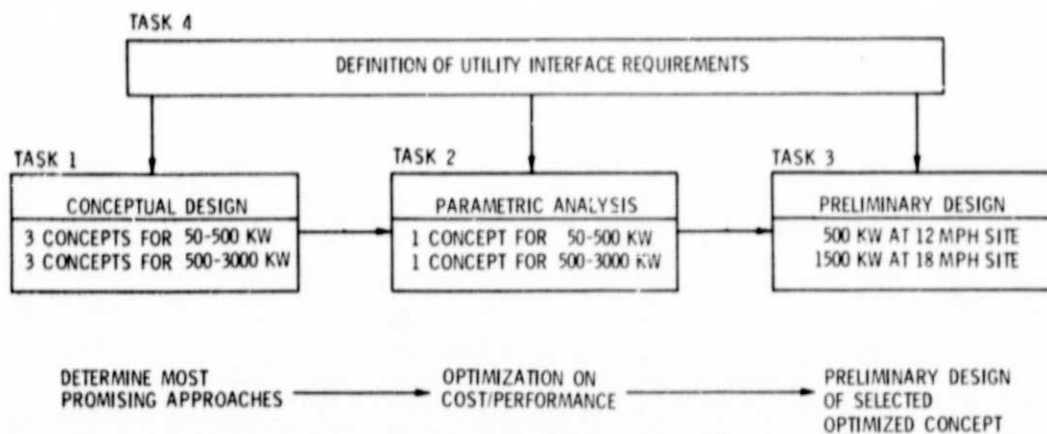 TASK 4
DEFINITION OF UTILITY INTERFACE REQUIREMENTS
TASK 1
CONCEPTUAL DESIGN
3 CONCEPTS FOR 50-500 KW
3 CONCEPTS FOR 500-3000 KW
TASK 2
PARAMETRIC ANALYSIS
1 CONCEPT FOR 50-500 KW
1 CONCEPT FOR 500-3000 KW
TASK 3
PRELIMINARY DESIGN
500 KW AT 12 MPH SITE
1500 KW AT 18 MPH SITE
DETERMINE MOST
PROMISING APPROACHES
OPTIMIZATION ON
COST/PERFORMANCE
PRELIMINARY DESIGN
OF SELECTED
OPTIMIZED CONCEPT